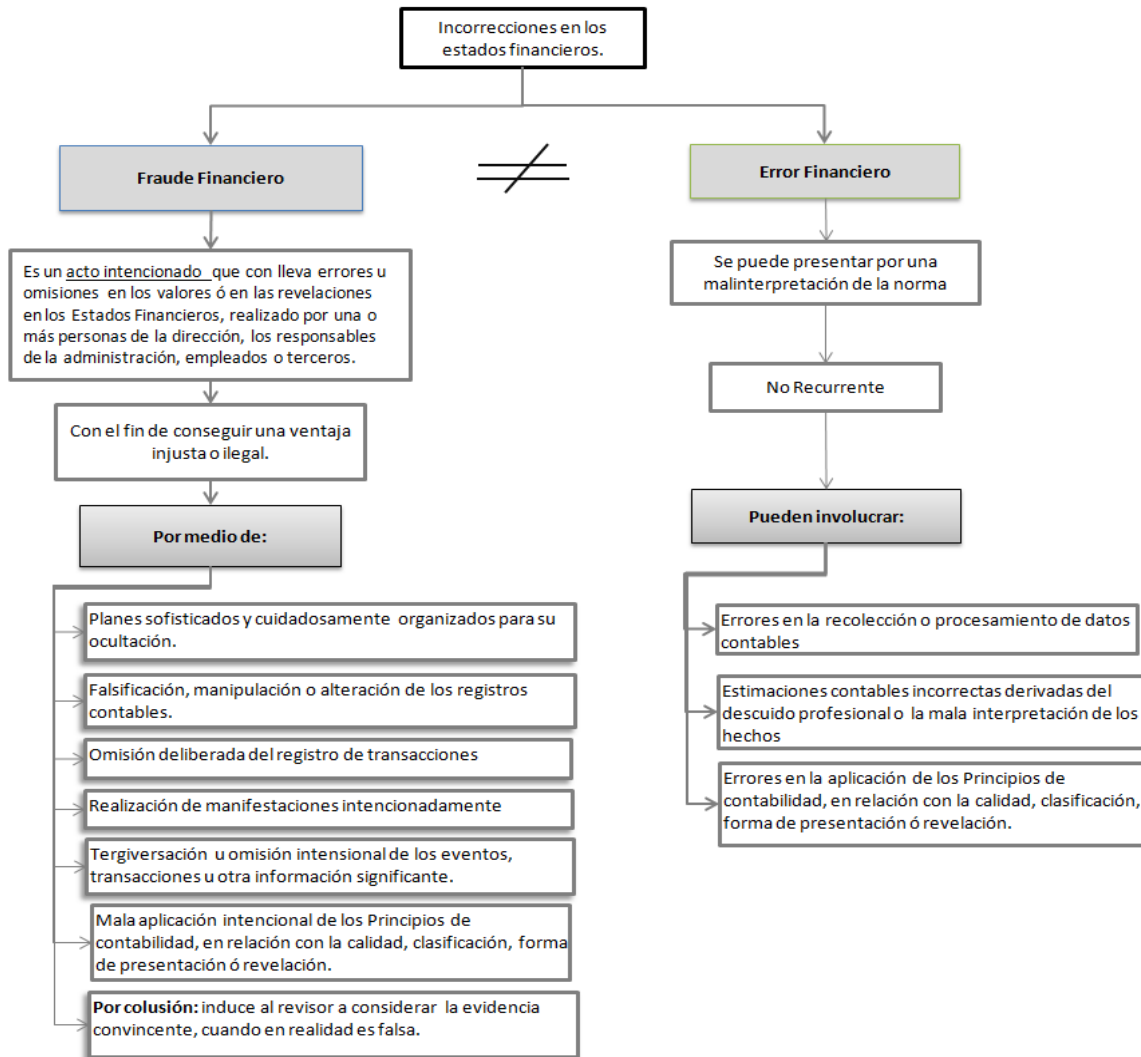 Incorrecciones en los
estados financieros.
Fraude Financiero
Es un acto intencionado que con lleva errores u
omisiones en los valores ó en las revelaciones
en los Estados Financieros, realizado por una o
más personas de la dirección, los responsables
de la administración, empleados o terceros.
Con el fin de conseguir una ventaja
injusta o ilegal.
Por medio de:
Planes sofisticados y cuidadosamente organizados para su
ocultación.
Falsificación, manipulación o alteración de los registros
contables.
Omisión deliberada del registro de transacciones
Realización de manifestaciones intencionadamente
Tergiversación u omisión intensional de los eventos,
transacciones u otra información significante.
Mala aplicación intencional de los Principios de
contabilidad, en relación con la calidad, clasificación, forma
de presentación ó revelación.
Por colusión: induce al revisor a considerar la evidencia
convincente, cuando en realidad es falsa.
Error Financiero
Se puede presentar por una
malinterpretación de la norma
No Recurrente
Pueden involucrar:
Errores en la recolección o procesamiento de datos
contables
Estimaciones contables incorrectas derivadas del
descuido profesional o la mala interpretación de los
hechos
Errores en la aplicación de los Principios de
contabilidad, en relación con la calidad, clasificación,
forma de presentación ó revelación.